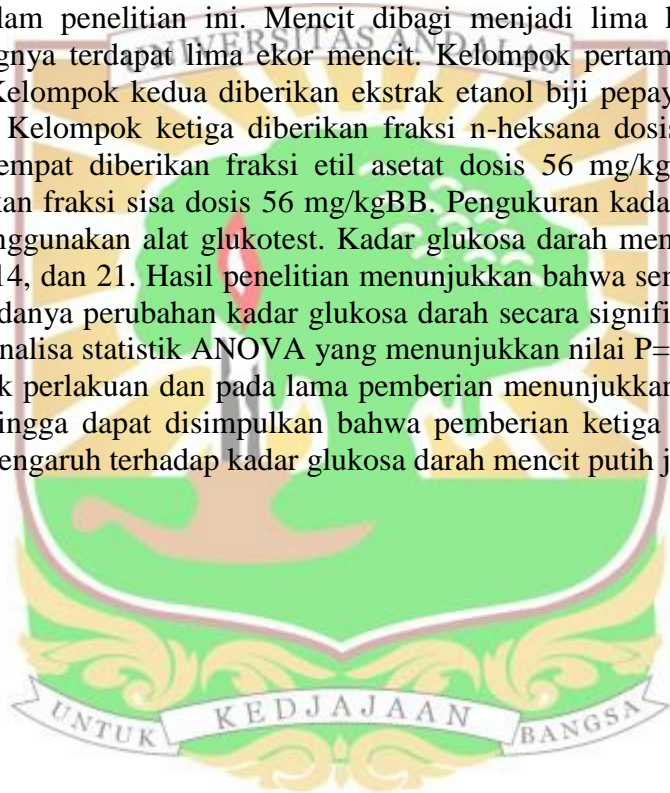 lam penelitian ini. Mencit dibagi menjadi lima
gnya terdapat lima ekor mencit. Kelompok pertam
UNIVERSITAS ANDALAS
Kelompok kedua diberikan ekstrak etanol biji pepay
Kelompok ketiga diberikan fraksi n-heksana dosis
empat diberikan fraksi etil asetat dosis 56 mg/kg
kan fraksi sisa dosis 56 mg/kgBB. Pengukuran kada
nggunakan alat glukotest. Kadar glukosa darah men
14, dan 21. Hasil penelitian menunjukkan bahwa
danya perubahan kadar glukosa darah secara signifi
nalisa statistik ANOVA yang menunjukkan nilai P=
k perlakuan dan pada lama pemberian menunjukkan
ingga dapat disimpulkan bahwa pemberian ketiga
engaruh terhadap kadar glukosa darah mencit putih j
UNTUK KEDJAJAAN BANGSA